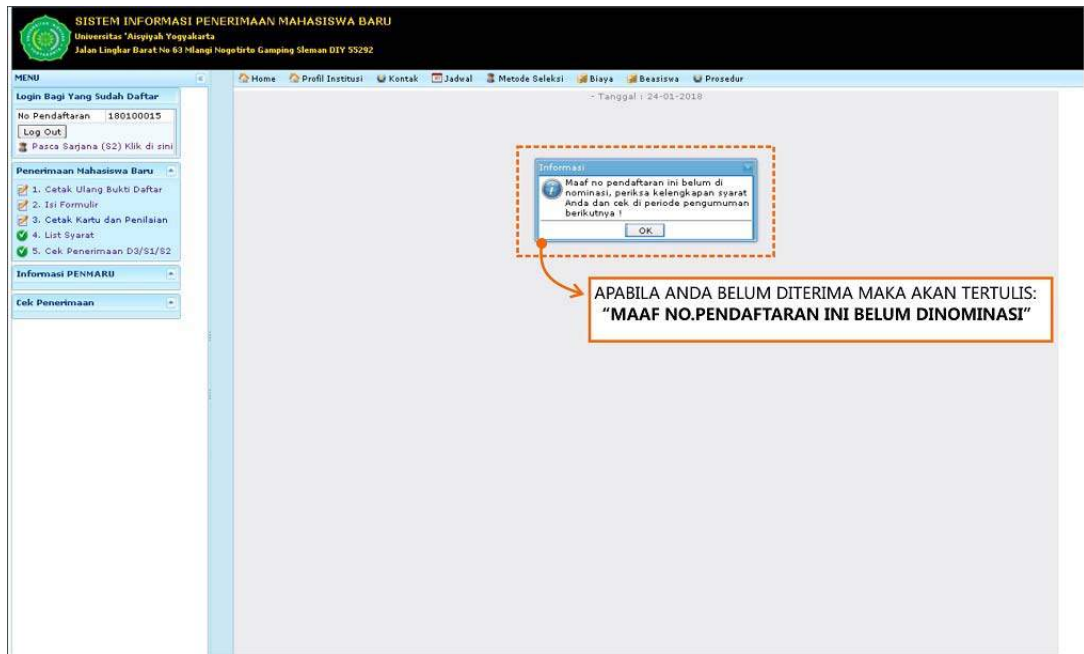 SISTEM INFORMASI PENERIMAAN MAHASISWA BARU
Universitas 'Aisyiyah Yogyakarta
Jalan Lingkar Barat No 63 Mlangi Nogotirto Gamping Sleman DIY 55292
MENU
Home Profil Institusi Kontak Jadwal Metode Seleksi Biaya Beasiswa Prosedur
- Tanggal : 24-01-2018
Login Bagi Yang Sudah Daftar
No Pendaftaran 180100015
Log Out
Pasca Sarjana (S2) Klik di sini
Penerimaan Mahasiswa Baru
1. Cetak Ulang Bukti Daftar
2. Isi Formulir
3. Cetak Kartu dan Penilaian
4. List Syarat
5. Cek Penerimaan D3/S1/S2
Informasi PENMARU
Cek Penerimaan
Informasi
Maaf no pendaftaran ini belum di
nominasi, periksa kelengkapan syarat
Anda dan cek di periode pengumuman
berikutnya !
OK
APABILA ANDA BELUM DITERIMA MAKA AKAN TERTULIS:
“MAAF NO.PENDAFTARAN INI BELUM DINOMINASI”